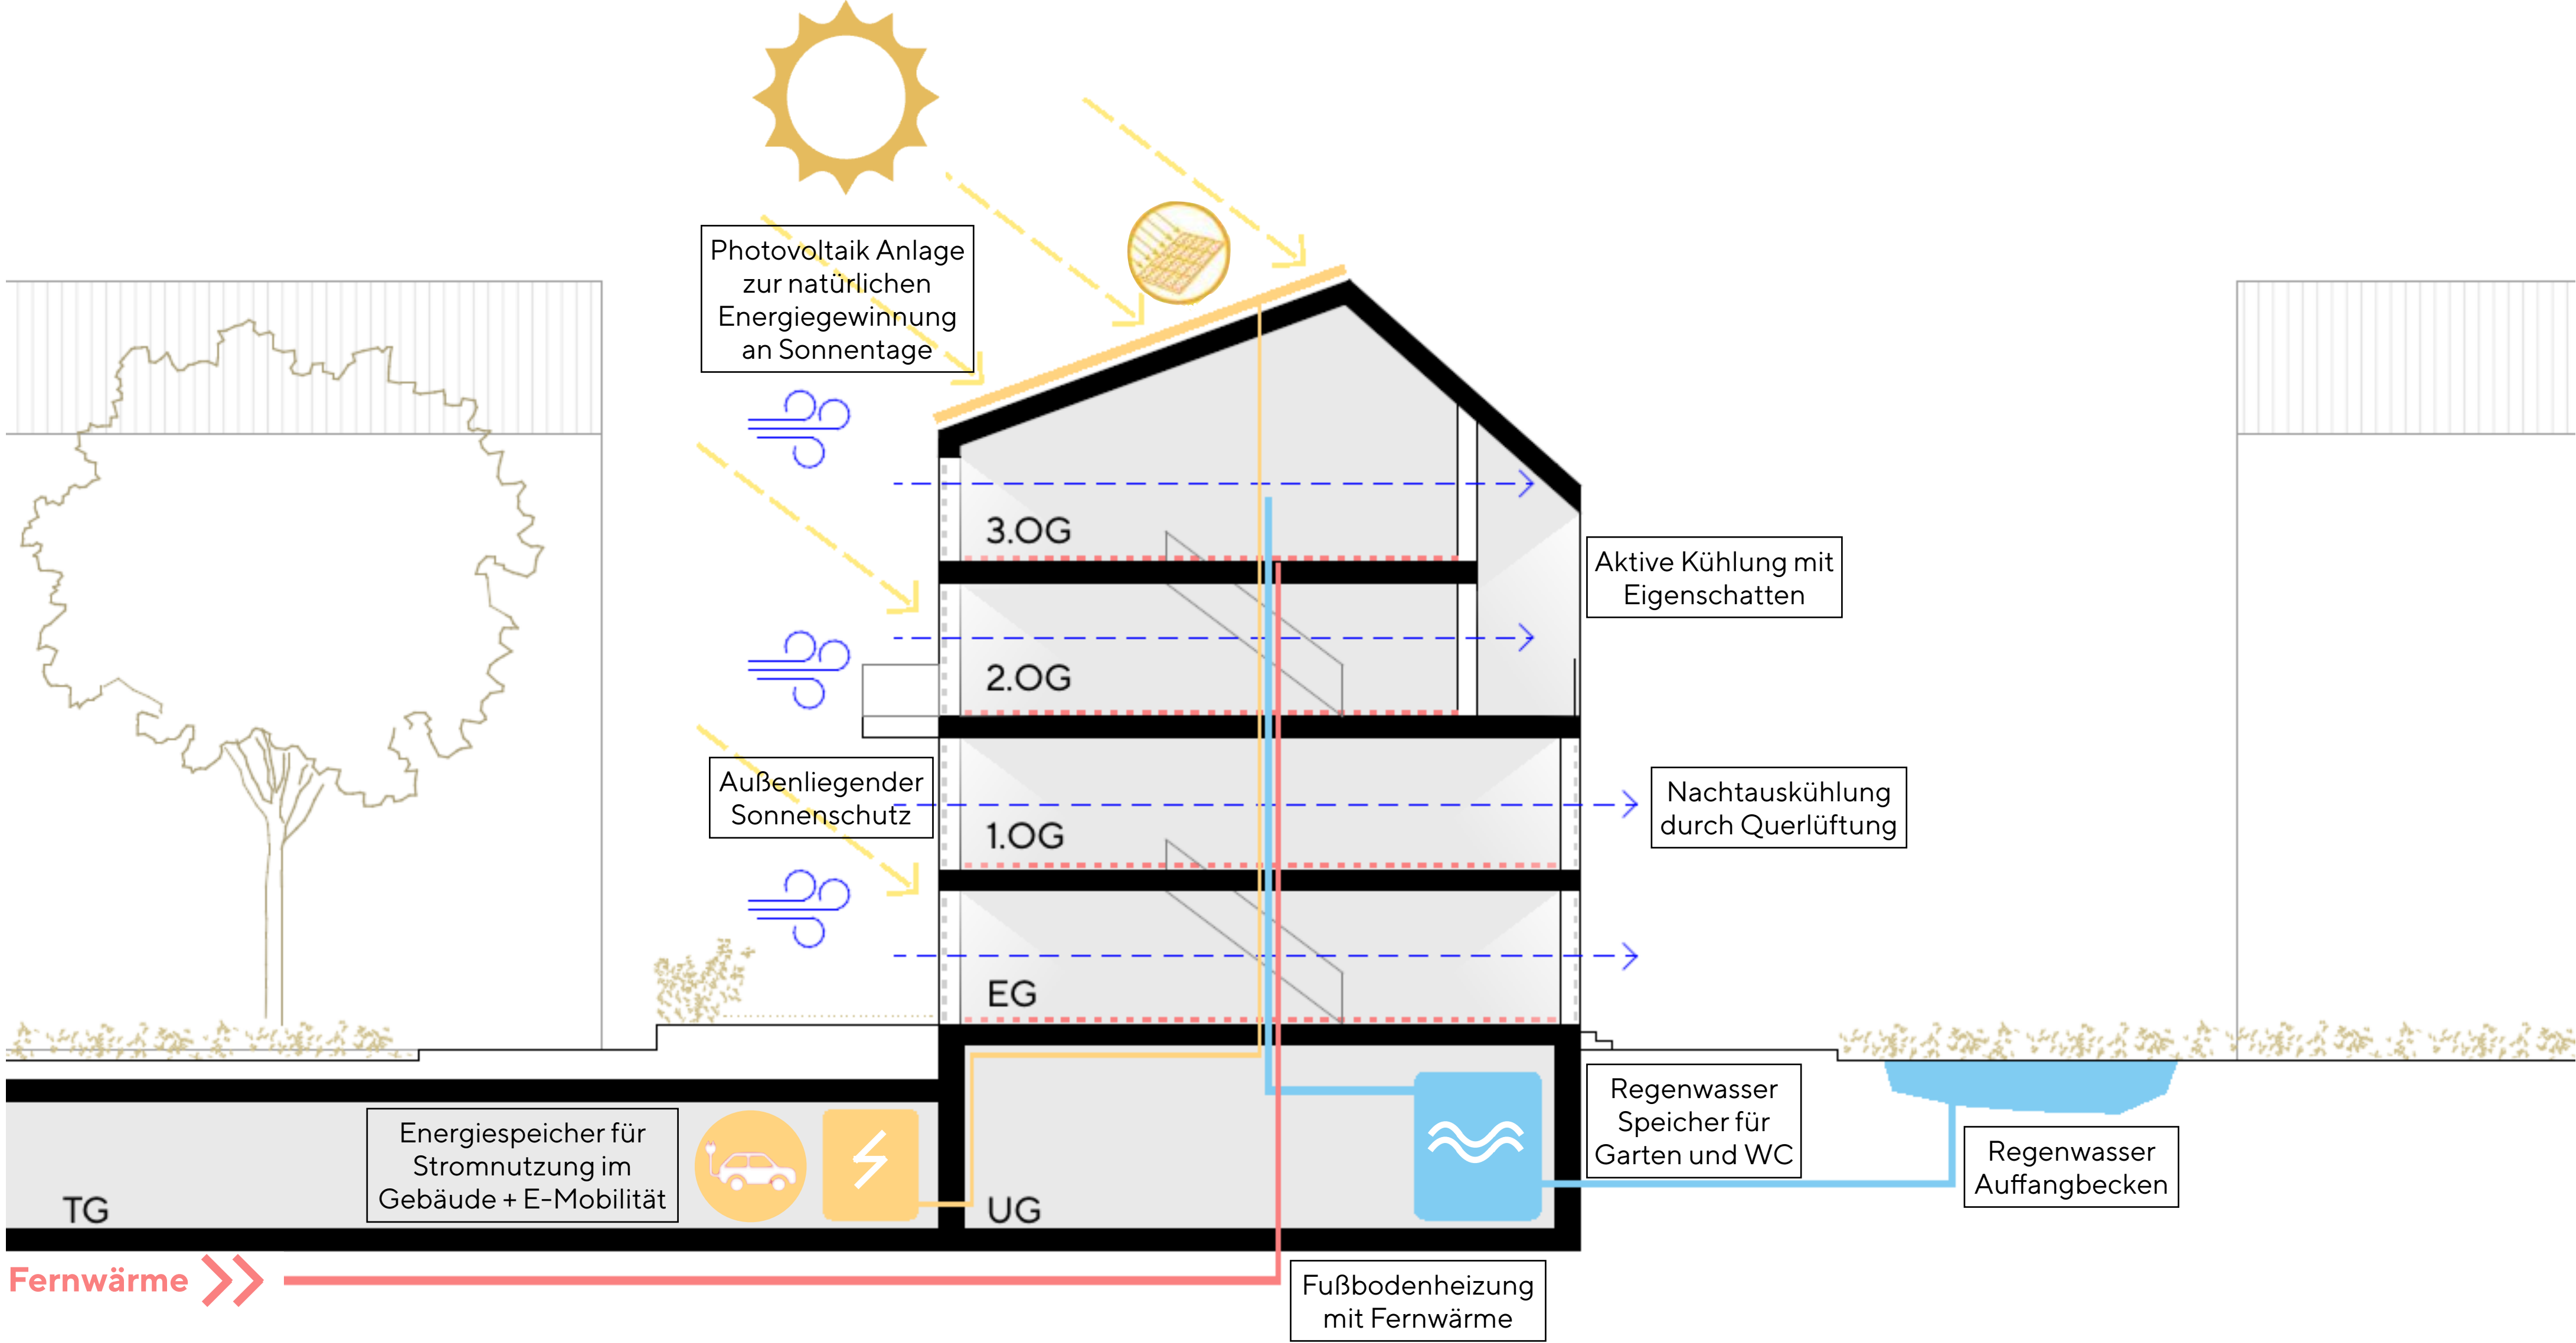 Photovoltaik Anlage
zur natürlichen
Energiegewinnung
an Sonnentage
3.OG
Aktive Kühlung mit
Eigenschatten
2.OG
Außenliegender
Sonnenschutz
Nachtauskühlung
durch Querlüftung
1.OG
EG
Energiespeicher für
Stromnutzung im
Gebäude + E-Mobilität
TG
UG
Regenwasser
Speicher für
Garten und WC
Regenwasser
Auffangbecken
Fernwärme
Fußbodenheizung
mit Fernwärme